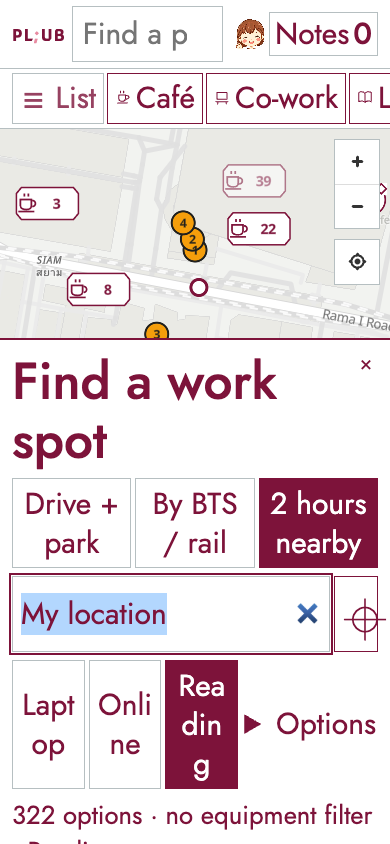 PL;UB
Find a p
Notes 0
≡ List
Café
Co-work
L
39
3
4
22
2
1
SIAM
สยาม
8
Rama I Roa
3
+
−
Find a work
spot
×
Drive +
park
By BTS
/ rail
2 hours
nearby
My location
Lapt
op
Onli
ne
Rea
din
g
▶ Options
322 options · no equipment filter